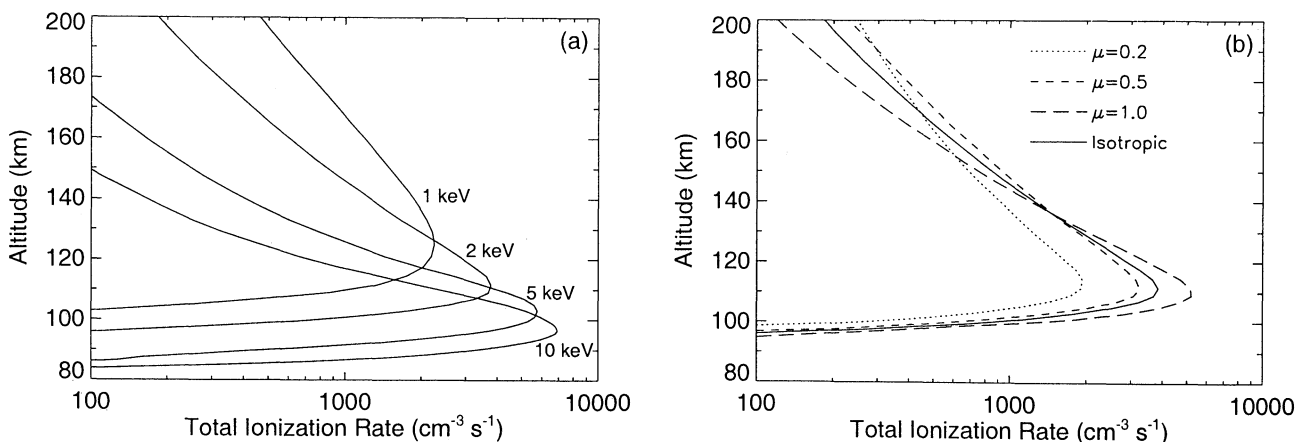 (a)
Altitude (km)
200
180
160
140
120
100
80
1 keV
2 keV
5 keV
10 keV
100
1000
10000
Total Ionization Rate (cm⁻³ s⁻¹)
(b)
Altitude (km)
200
180
160
140
120
100
80
μ=0.2
μ=0.5
μ=1.0
Isotropic
100
1000
10000
Total Ionization Rate (cm⁻³ s⁻¹)